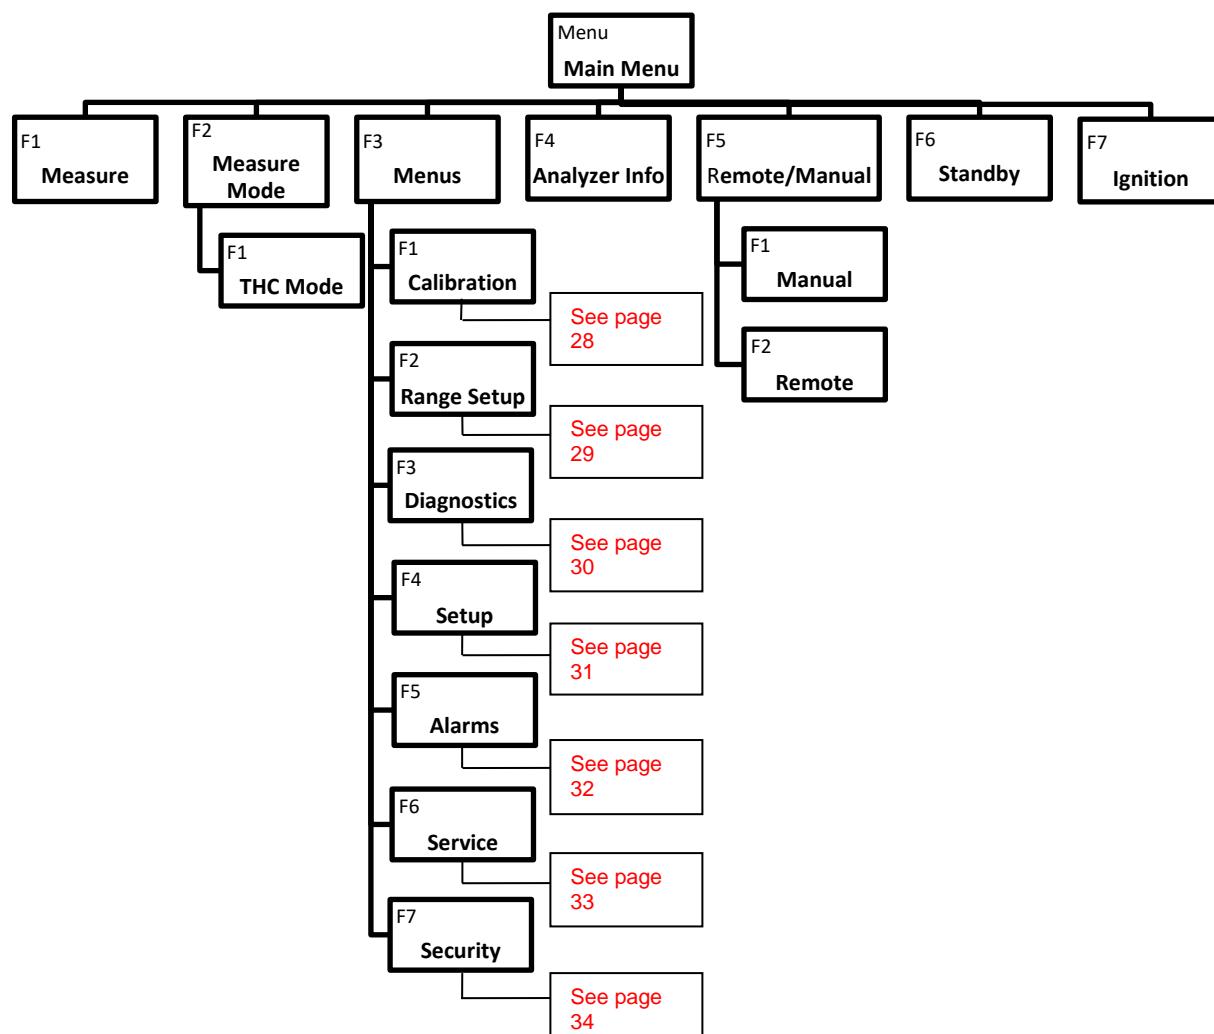 Menu
Main Menu
F1
Measure
F2
Measure
Mode
F3
Menus
F4
Analyzer Info
F5
Remote/Manual
F6
Standby
F7
Ignition
F1
THC Mode
F1
Calibration
See page
28
F2
Range Setup
See page
29
F3
Diagnostics
See page
30
F4
Setup
See page
31
F5
Alarms
See page
32
F6
Service
See page
33
F7
Security
See page
34
F1
Manual
F2
Remote